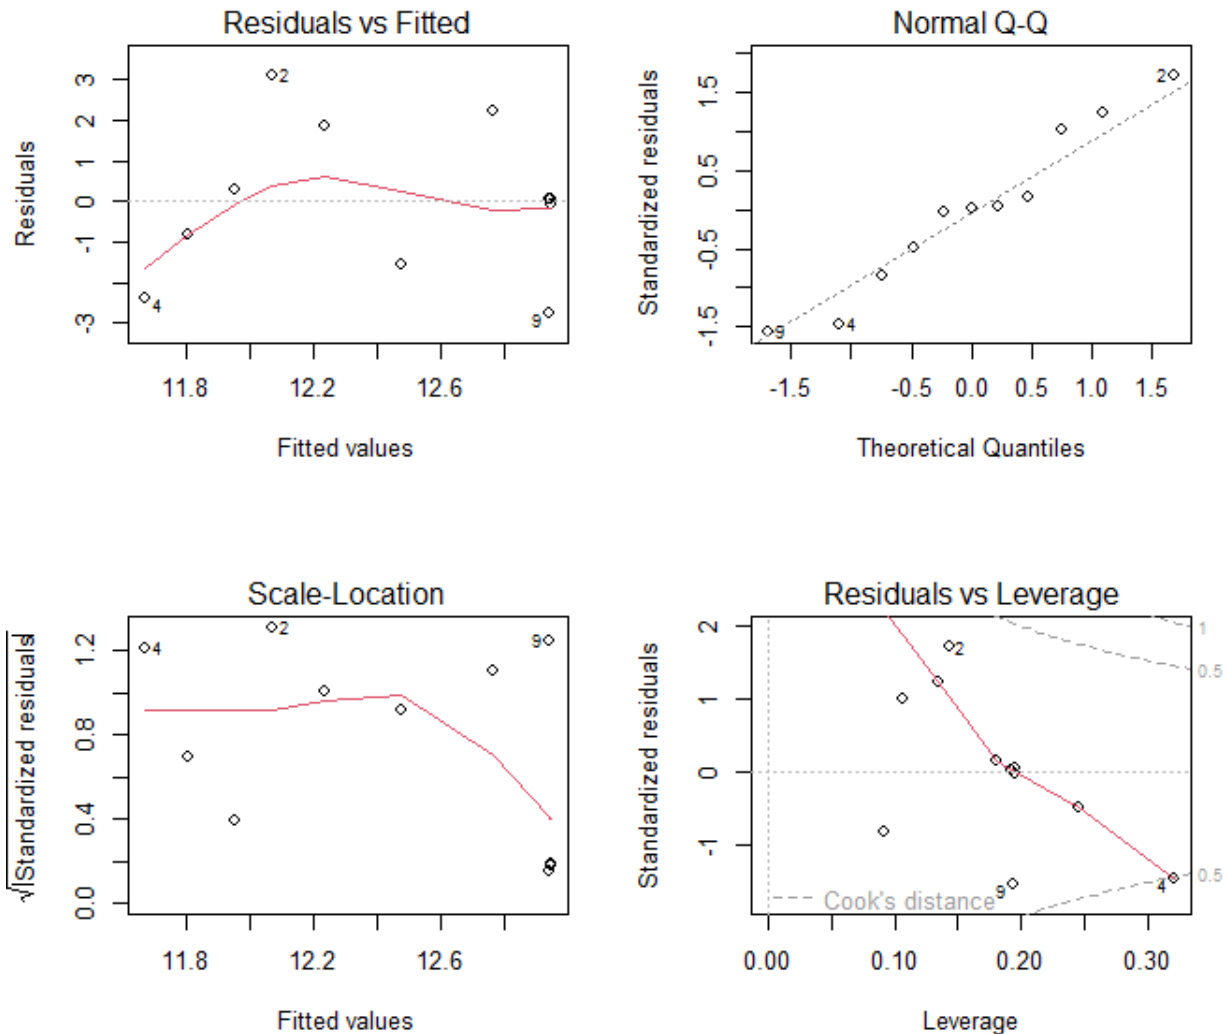 Residuals vs Fitted
Residuals
3
2
1
0
-1
-3
2
4
9
11.8 12.2 12.6
Fitted values
Normal Q-Q
Standardized residuals
1.5
0.5
-0.5
-1.5
2
9
4
-1.5 -0.5 0.0 0.5 1.0 1.5
Theoretical Quantiles
Scale-Location
√|Standardized residuals|
1.2
0.8
0.4
0.0
4
2
9
11.8 12.2 12.6
Fitted values
Residuals vs Leverage
Standardized residuals
2
1
0
-1
2
9
4
1
0.5
0.5
Cook's distance
0.00 0.10 0.20 0.30
Leverage